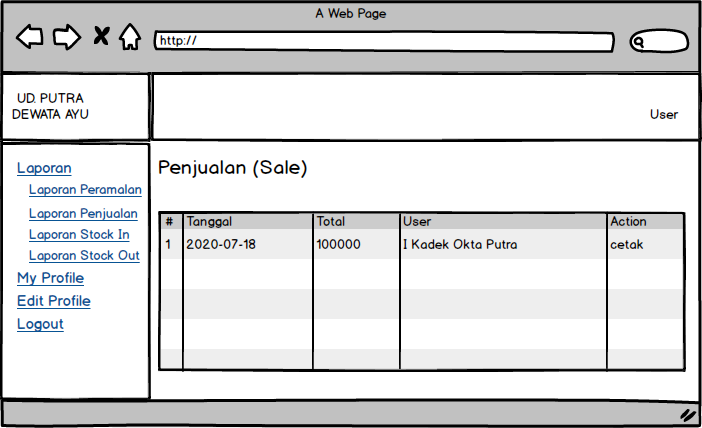 A Web Page
http://
UD. PUTRA
DEWATA AYU
User
Laporan
Laporan Peramalan
Laporan Penjualan
Laporan Stock In
Laporan Stock Out
My Profile
Edit Profile
Logout
Penjualan (Sale)
# Tanggal Total User Action
1 2020-07-18 100000 I Kadek Okta Putra cetak